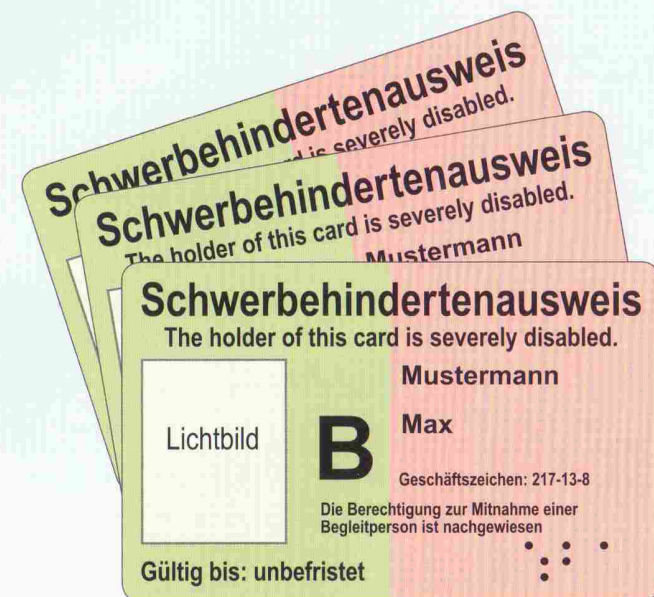 Schwerbehindertenausweis
is severely disabled.
Schwerbehindertenausweis
The holder of this card is severely disabled.
Mustermann
Schwerbehindertenausweis
The holder of this card is severely disabled.
Mustermann
Lichtbild
B
Max
Geschäftszeichen: 217-13-8
Die Berechtigung zur Mitnahme einer
Begleitperson ist nachgewiesen
Gültig bis: unbefristet